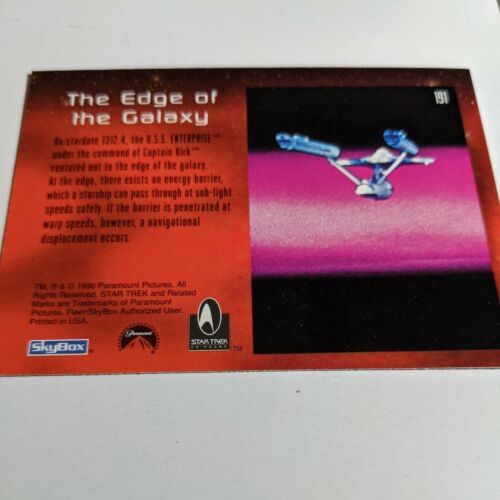 The Edge of
the Galaxy
191
On stardate 1312.4, the U.S.S. ENTERPRISE™
under the command of Captain Kirk™
ventured out to the edge of the galaxy.
At the edge, there exists an energy barrier,
which a starship can pass through at sub-light
speeds safely. If the barrier is penetrated at
warp speeds, however, a navigational
displacement occurs.
TM, ® & © 1996 Paramount Pictures. All
Rights Reserved. STAR TREK and Related
Marks are Trademarks of Paramount
Pictures. Fleer/SkyBox Authorized User.
Printed in USA.
SkyBox®
Paramount
STAR TREK
30 YEARS
TM